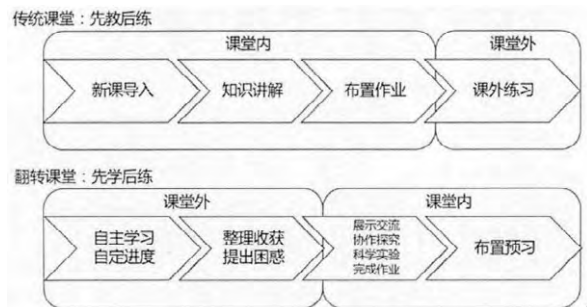 传统课堂：先教后练
课堂内
课堂外
新课导入
知识讲解
布置作业
课外练习
翻转课堂：先学后练
课堂外
课堂内
自主学习
自定进度
整理收获
提出困惑
展示交流
协作探究
科学实验
完成作业
布置预习